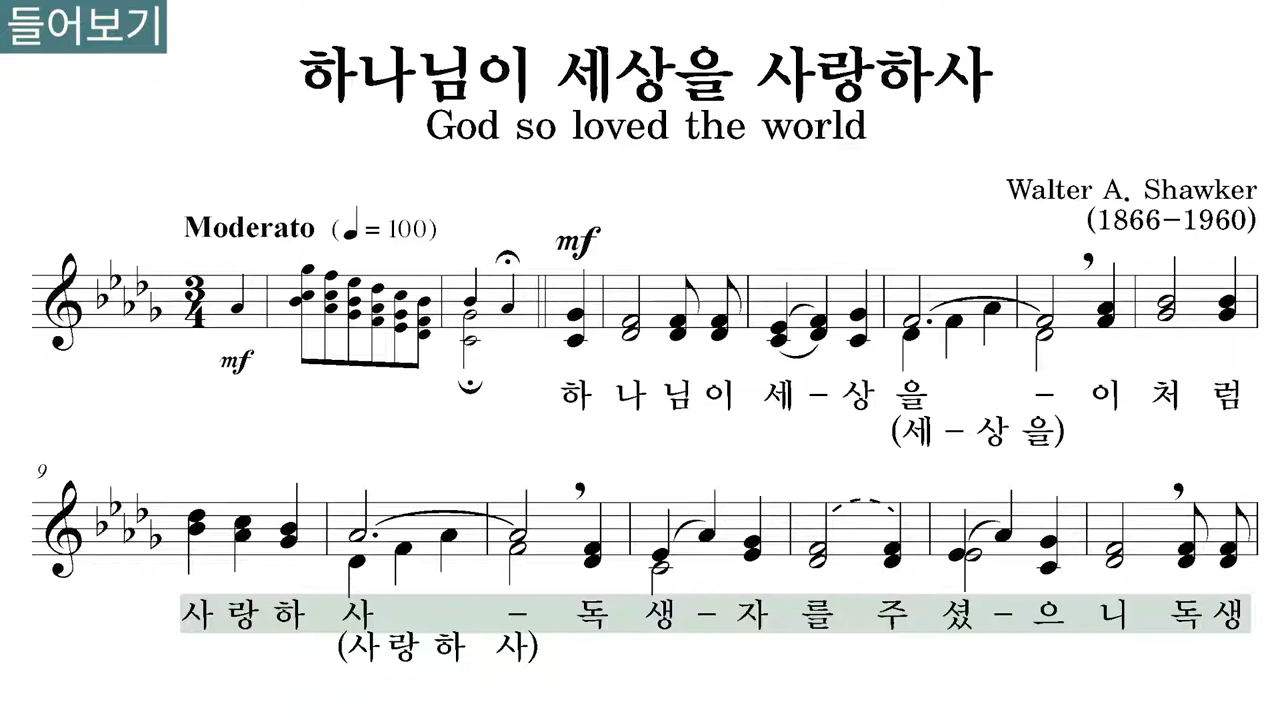 들어보기
하나님이 세상을 사랑하사
God so loved the world
Walter A. Shawker
(1866-1960)
Moderato (♩ = 100)
mf
3/4
mf
하 나 님 이 세 - 상 을 - 이 처 럼
(세 - 상 을)
9
사 랑 하 사 - 독 생 - 자 를 주 셨 - 으 니 독 생
(사 랑 하 사)